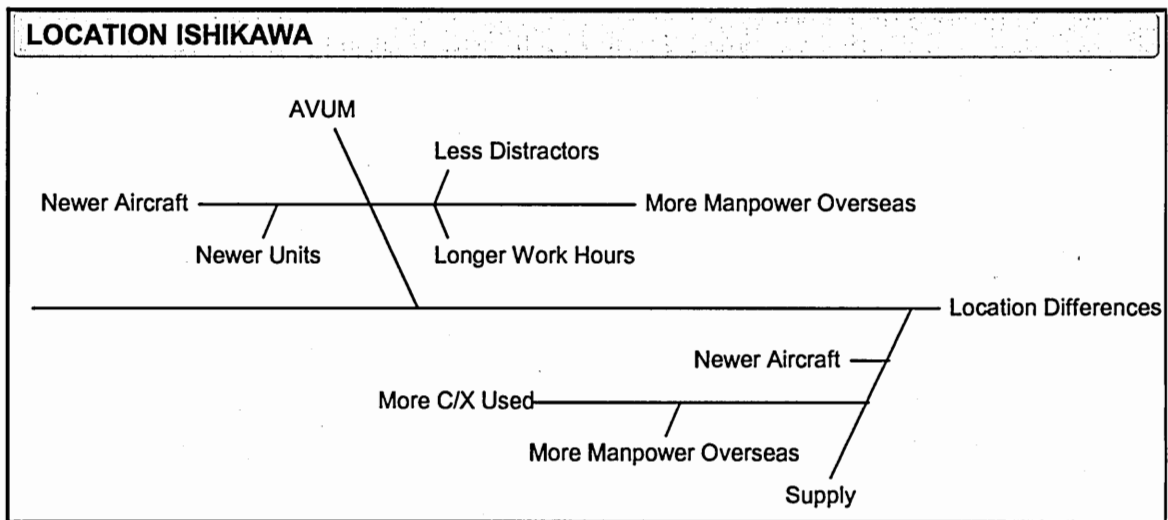 LOCATION ISHIKAWA
AVUM
Less Distractors
Newer Aircraft
More Manpower Overseas
Newer Units
Longer Work Hours
Location Differences
Newer Aircraft
More C/X Used
More Manpower Overseas
Supply